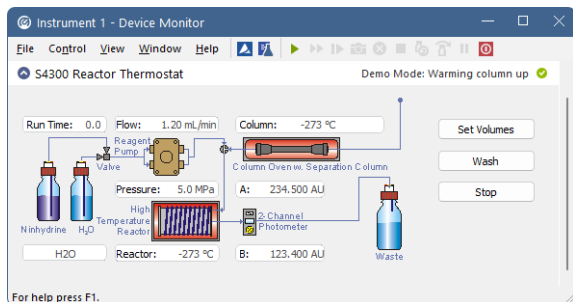 Instrument 1 - Device Monitor
File Control View Window Help
S4300 Reactor Thermostat
Demo Mode: Warming column up
Run Time: 0.0
Flow: 1.20 mL/min
Column: -273 ºC
Set Volumes
Reagent
Pump
Valve
Column Oven w. Separation Column
Wash
Pressure: 5.0 MPa
A: 234.500 AU
Stop
High
Temperature
Reactor
2- Channel
Photometer
Ninhydrine
H₂O
Waste
H2O
Reactor: -273 ºC
B: 123.400 AU
For help press F1.